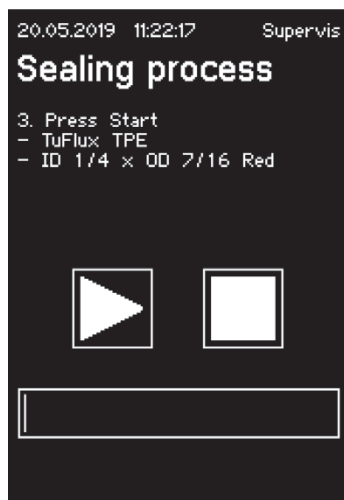 20.05.2019 11:22:17 Supervis
Sealing process
3. Press Start
- TuFlux TPE
- ID 1/4 x OD 7/16 Red